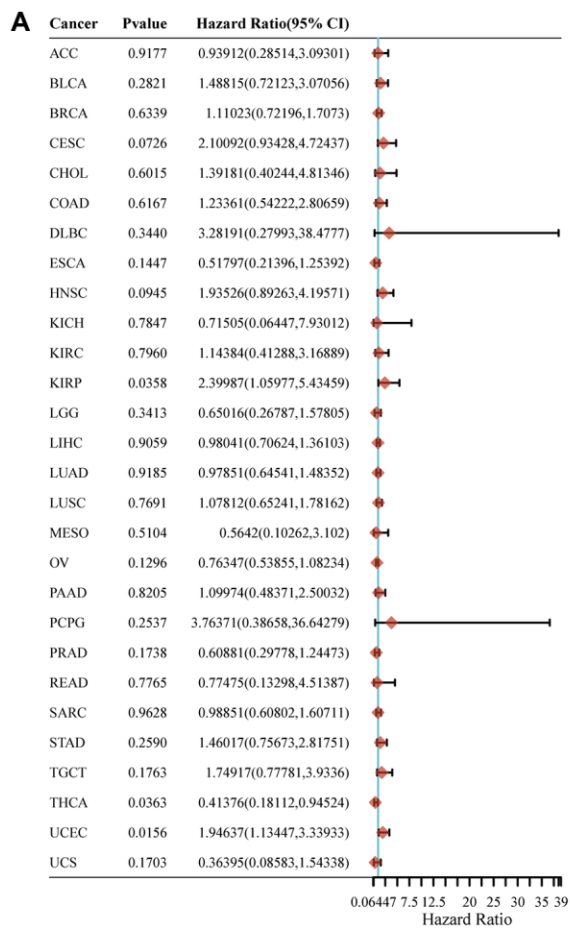 A
Cancer Pvalue Hazard Ratio(95% CI)
ACC 0.9177 0.93912(0.28514,3.09301)
BLCA 0.2821 1.48815(0.72123,3.07056)
BRCA 0.6339 1.11023(0.72196,1.7073)
CESC 0.0726 2.10092(0.93428,4.72437)
CHOL 0.6015 1.39181(0.40244,4.81346)
COAD 0.6167 1.23361(0.54222,2.80659)
DLBC 0.3440 3.28191(0.27993,38.4777)
ESCA 0.1447 0.51797(0.21396,1.25392)
HNSC 0.0945 1.93526(0.89263,4.19571)
KICH 0.7847 0.71505(0.06447,7.93012)
KIRC 0.7960 1.14384(0.41288,3.16889)
KIRP 0.0358 2.39987(1.05977,5.43459)
LGG 0.3413 0.65016(0.26787,1.57805)
LIHC 0.9059 0.98041(0.70624,1.36103)
LUAD 0.9185 0.97851(0.64541,1.48352)
LUSC 0.7691 1.07812(0.65241,1.78162)
MESO 0.5104 0.5642(0.10262,3.102)
OV 0.1296 0.76347(0.53855,1.08234)
PAAD 0.8205 1.09974(0.48371,2.50032)
PCPG 0.2537 3.76371(0.38658,36.64279)
PRAD 0.1738 0.60881(0.29778,1.24473)
READ 0.7765 0.77475(0.13298,4.51387)
SARC 0.9628 0.98851(0.60802,1.60711)
STAD 0.2590 1.46017(0.75673,2.81751)
TGCT 0.1763 1.74917(0.77781,3.9336)
THCA 0.0363 0.41376(0.18112,0.94524)
UCEC 0.0156 1.94637(1.13447,3.33933)
UCS 0.1703 0.36395(0.08583,1.54338)
0.06447 7.5 12.5 20 25 30 35 39
Hazard Ratio